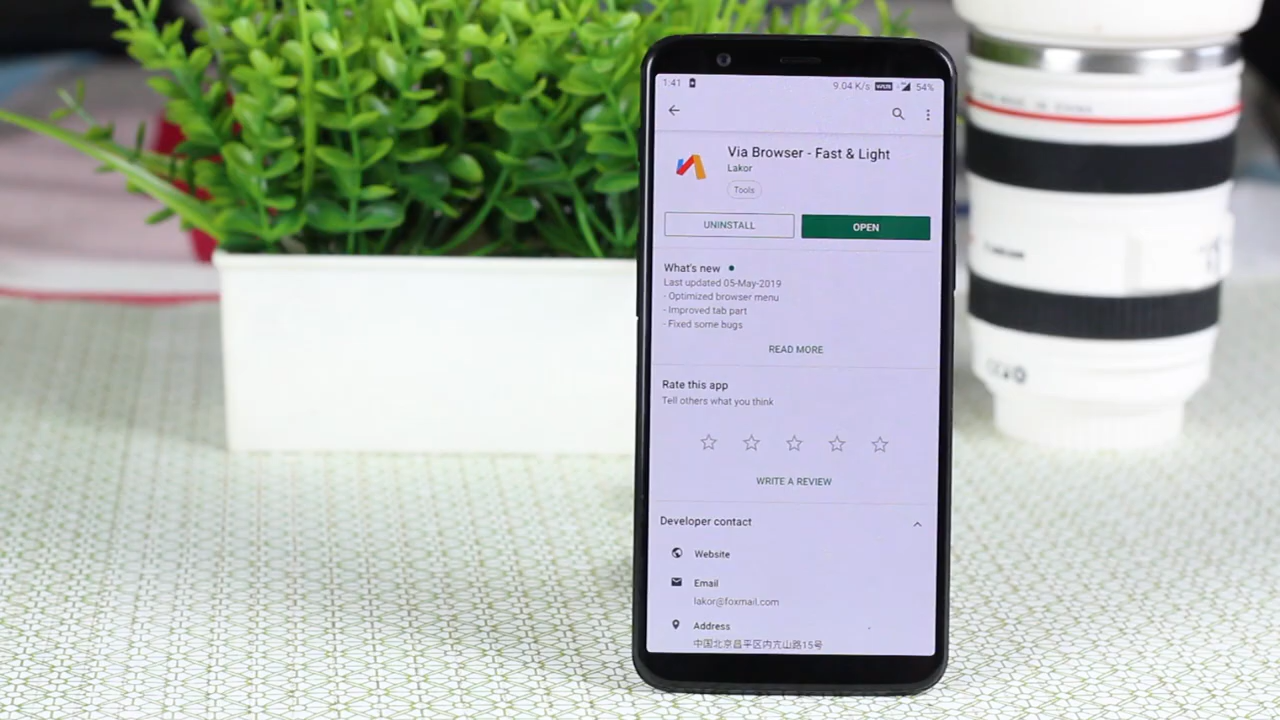 1:41
9.04 K/s
54%
Via Browser - Fast & Light
Lakor
Tools
UNINSTALL
OPEN
What's new
Last updated 05-May-2019
- Optimized browser menu
- Improved tab part
- Fixed some bugs
READ MORE
Rate this app
Tell others what you think
WRITE A REVIEW
Developer contact
Website
Email
lakor@foxmail.com
Address
中国北京昌平区内亢山路15号